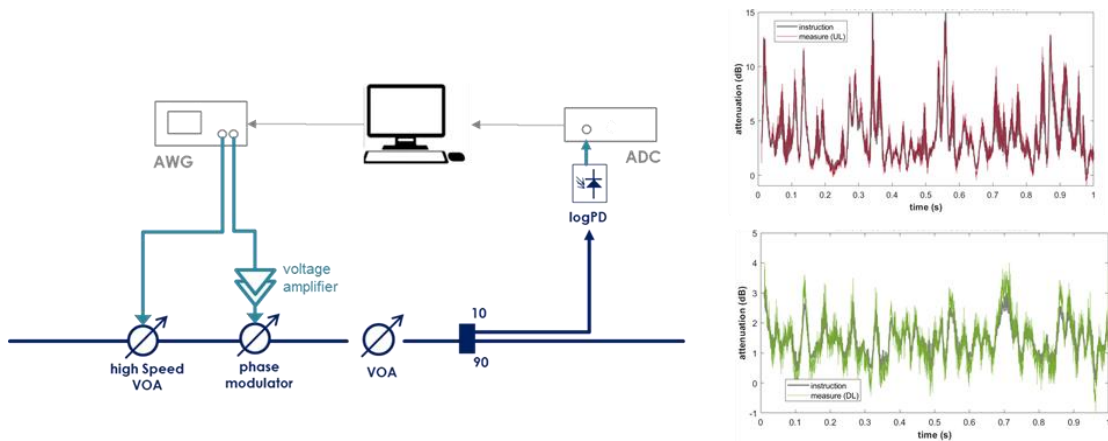 AWG
ADC
logPD
voltage
amplifier
high Speed
VOA
phase
modulator
VOA
10
90
15
10
5
0
attenuation (dB)
instruction
measure (UL)
0 0.1 0.2 0.3 0.4 0.5 0.6 0.7 0.8 0.9 1
time (s)
5
4
3
2
1
0
-1
attenuation (dB)
instruction
measure (DL)
0 0.1 0.2 0.3 0.4 0.5 0.6 0.7 0.8 0.9 1
time (s)